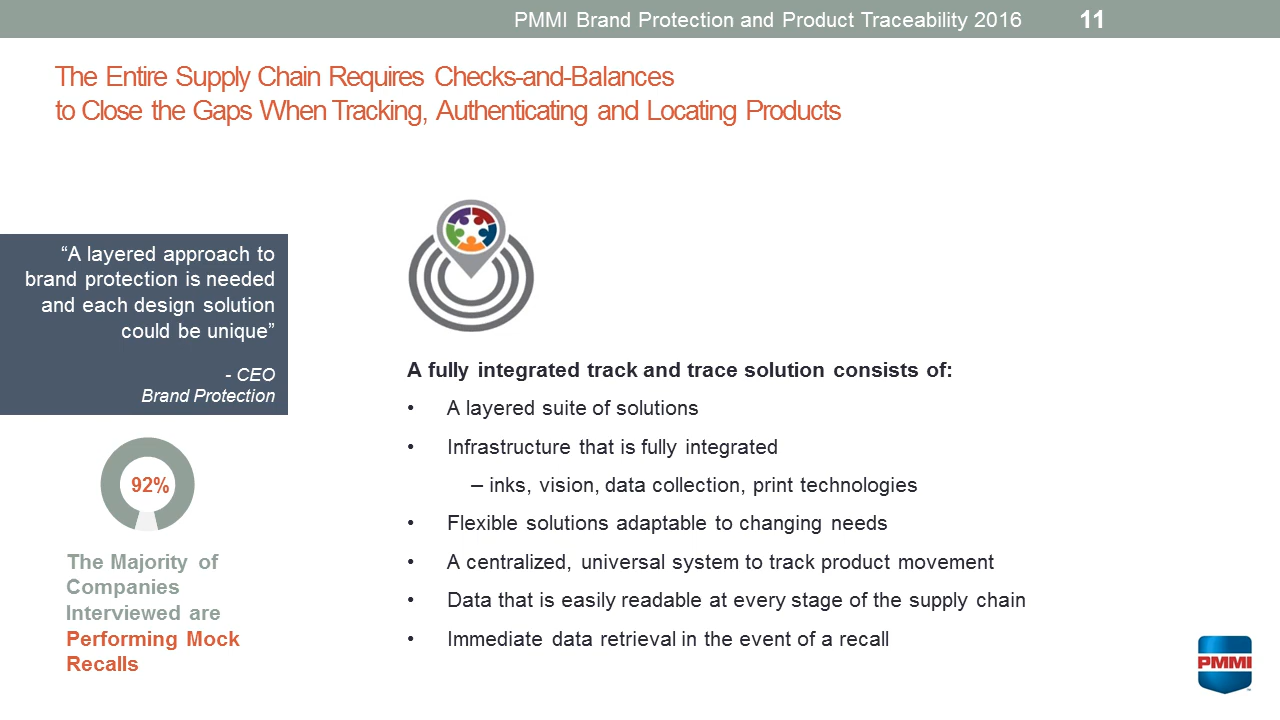 PMMI Brand Protection and Product Traceability 2016 11
The Entire Supply Chain Requires Checks-and-Balances
to Close the Gaps When Tracking, Authenticating and Locating Products
“A layered approach to
brand protection is needed
and each design solution
could be unique”
- CEO
Brand Protection
92%
The Majority of
Companies
Interviewed are
Performing Mock
Recalls
A fully integrated track and trace solution consists of:
• A layered suite of solutions
• Infrastructure that is fully integrated
– inks, vision, data collection, print technologies
• Flexible solutions adaptable to changing needs
• A centralized, universal system to track product movement
• Data that is easily readable at every stage of the supply chain
• Immediate data retrieval in the event of a recall
PMMI